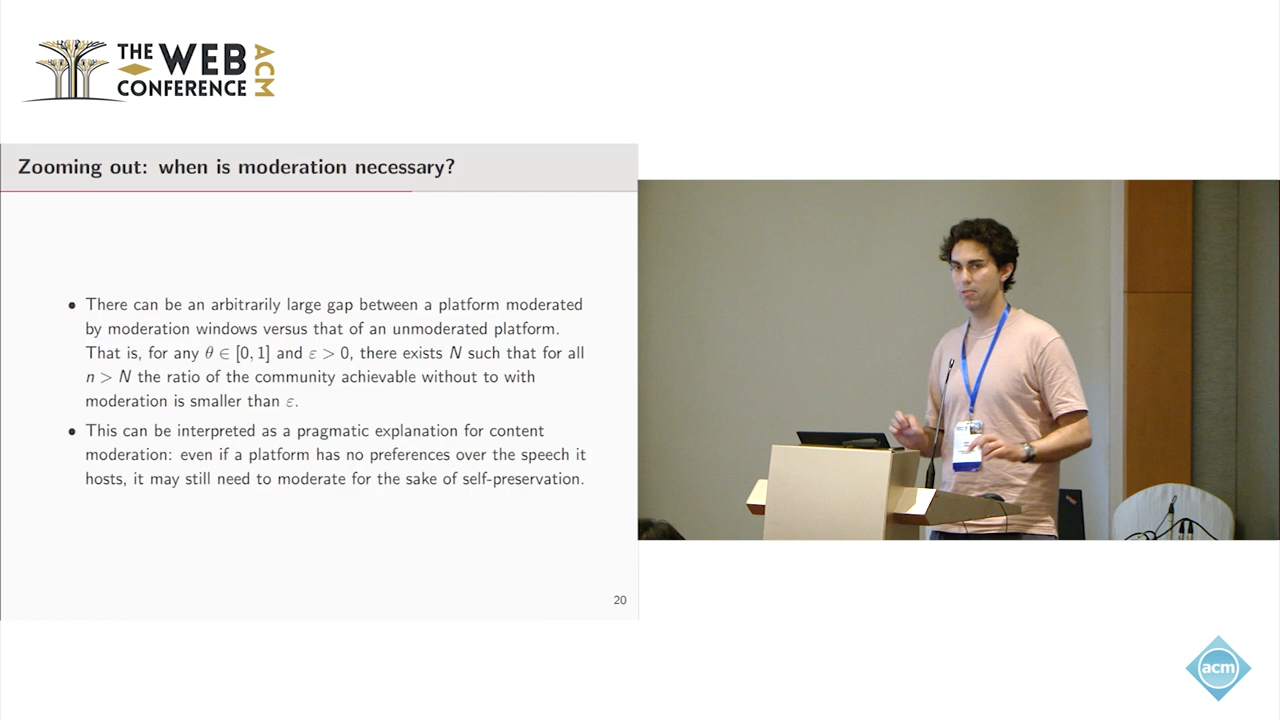 THE WEB
CONFERENCE
ACM
Zooming out: when is moderation necessary?
• There can be an arbitrarily large gap between a platform moderated
by moderation windows versus that of an unmoderated platform.
That is, for any θ ∈ [0, 1] and ε > 0, there exists N such that for all
n > N the ratio of the community achievable without to with
moderation is smaller than ε.
• This can be interpreted as a pragmatic explanation for content
moderation: even if a platform has no preferences over the speech it
hosts, it may still need to moderate for the sake of self-preservation.
20
acm